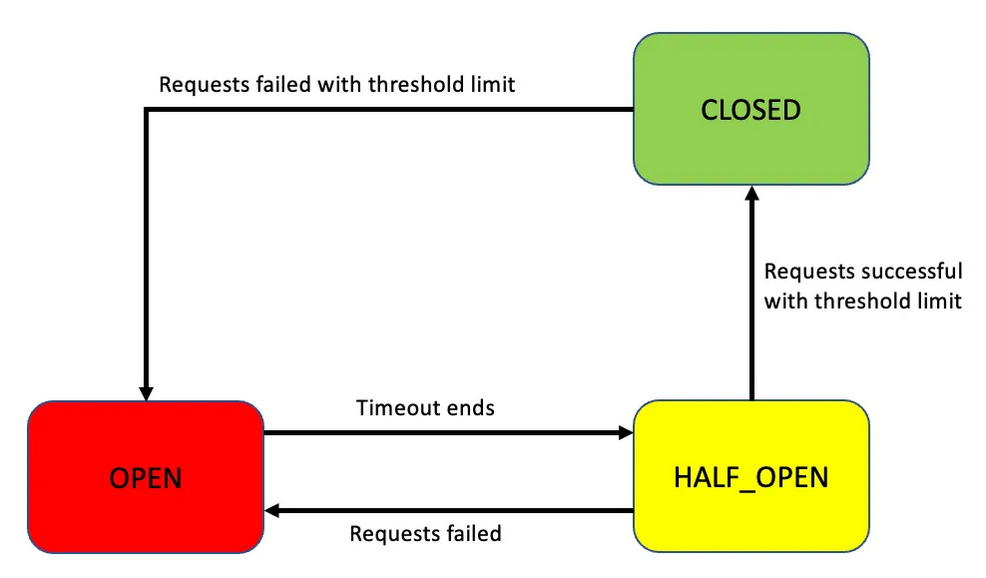 Requests failed with threshold limit
CLOSED
Requests successful
with threshold limit
Timeout ends
OPEN
HALF_OPEN
Requests failed